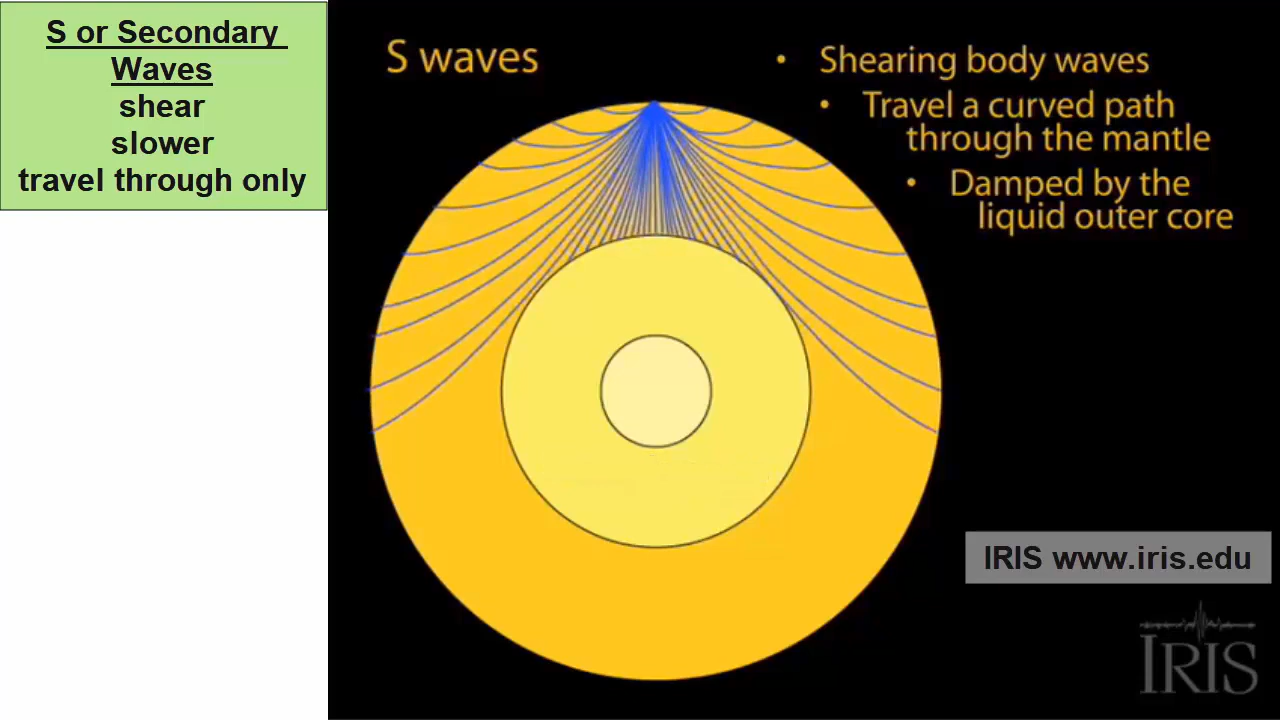 S or Secondary
Waves
shear
slower
travel through only
S waves
• Shearing body waves
• Travel a curved path
through the mantle
• Damped by the
liquid outer core
IRIS www.iris.edu
IRIS